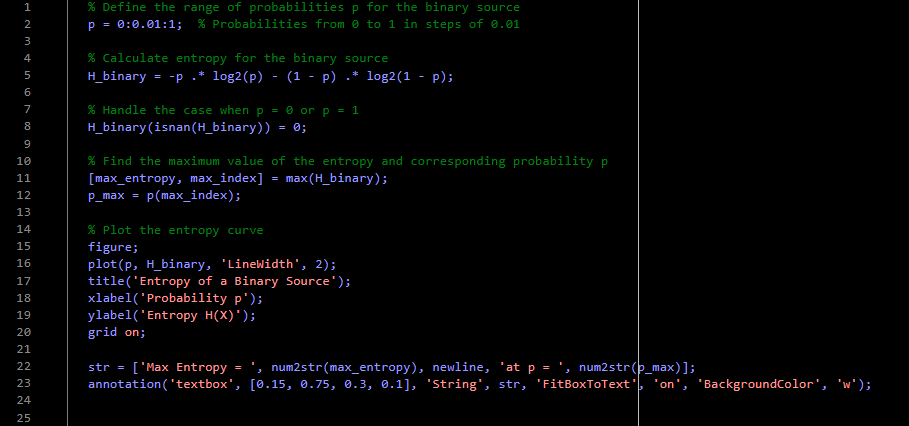 1 % Define the range of probabilities p for the binary source
2 p = 0:0.01:1;  % Probabilities from 0 to 1 in steps of 0.01
3
4 % Calculate entropy for the binary source
5 H_binary = -p .* log2(p) - (1 - p) .* log2(1 - p);
6
7 % Handle the case when p = 0 or p = 1
8 H_binary(isnan(H_binary)) = 0;
9
10 % Find the maximum value of the entropy and corresponding probability p
11 [max_entropy, max_index] = max(H_binary);
12 p_max = p(max_index);
13
14 % Plot the entropy curve
15 figure;
16 plot(p, H_binary, 'LineWidth', 2);
17 title('Entropy of a Binary Source');
18 xlabel('Probability p');
19 ylabel('Entropy H(X)');
20 grid on;
21
22 str = ['Max Entropy = ', num2str(max_entropy), newline, 'at p = ', num2str(p_max)];
23 annotation('textbox', [0.15, 0.75, 0.3, 0.1], 'String', str, 'FitBoxToText', 'on', 'BackgroundColor', 'w');
24
25